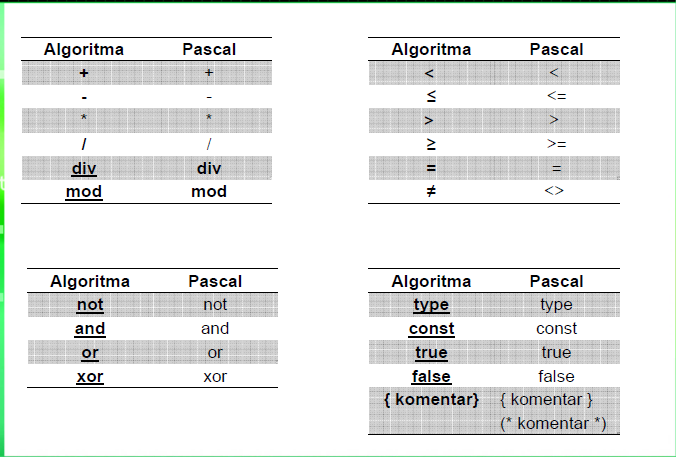 Algoritma Pascal
+ +
- -
* *
/ /
div div
mod mod
Algoritma Pascal
< <
≤ <=
> >
≥ >=
= =
≠ <>
Algoritma Pascal
not not
and and
or or
xor xor
Algoritma Pascal
type type
const const
true true
false false
{ komentar} { komentar }
(* komentar *)